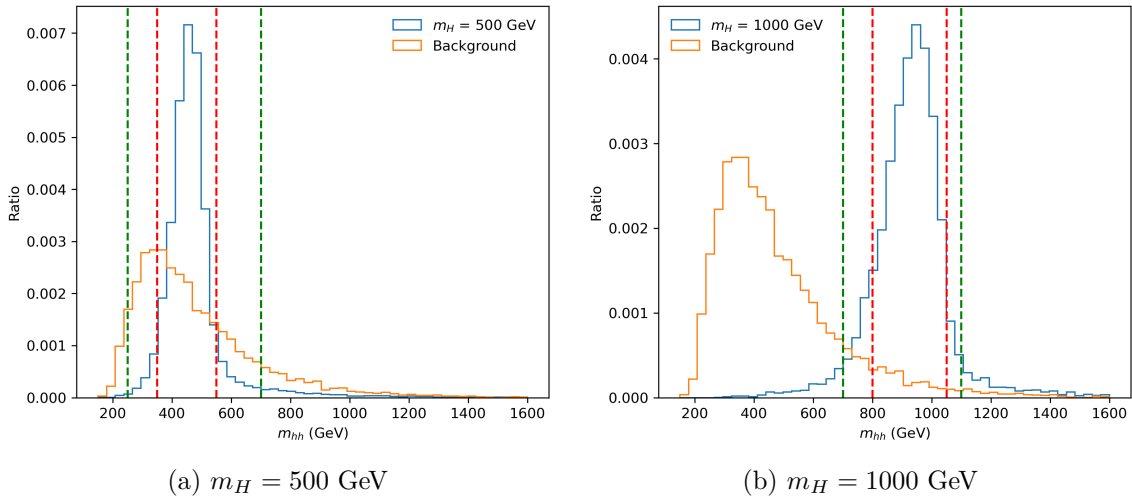 m_H = 500 GeV
Background
0.007
0.006
0.005
0.004
0.003
0.002
0.001
0.000
Ratio
200 400 600 800 1000 1200 1400 1600
m_hh (GeV)
(a) m_H = 500 GeV
m_H = 1000 GeV
Background
0.004
0.003
0.002
0.001
0.000
Ratio
200 400 600 800 1000 1200 1400 1600
m_hh (GeV)
(b) m_H = 1000 GeV